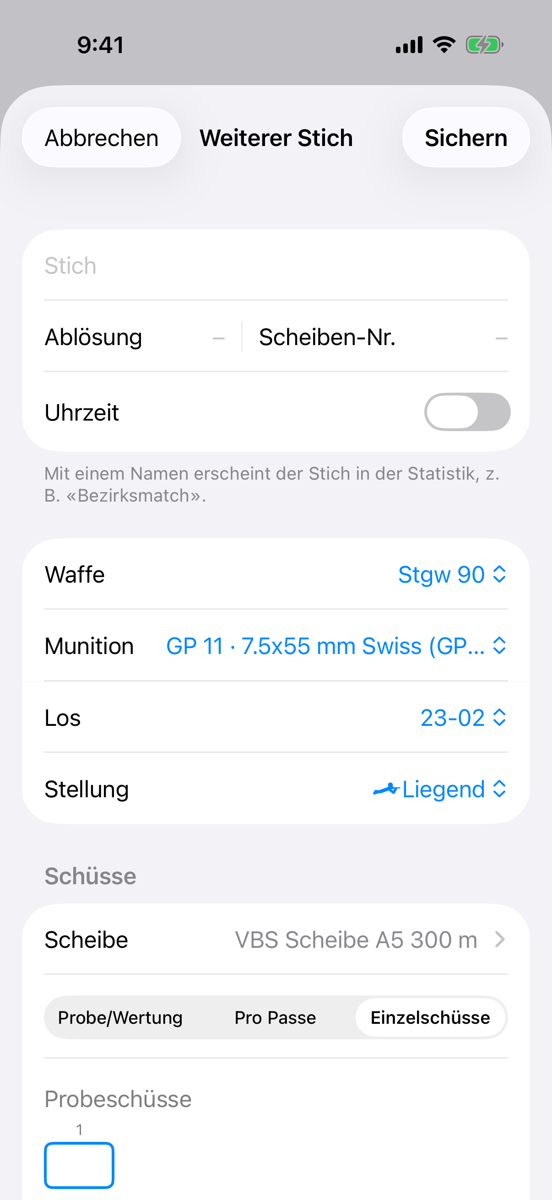 9:41
Abbrechen Weiterer Stich Sichern
Stich
Ablösung – Scheiben-Nr. –
Uhrzeit
Mit einem Namen erscheint der Stich in der Statistik, z.
B. «Bezirksmatch».
Waffe Stgw 90
Munition GP 11 · 7.5x55 mm Swiss (GP...
Los 23-02
Stellung Liegend
Schüsse
Scheibe VBS Scheibe A5 300 m
Probe/Wertung Pro Passe Einzelschüsse
Probeschüsse
1